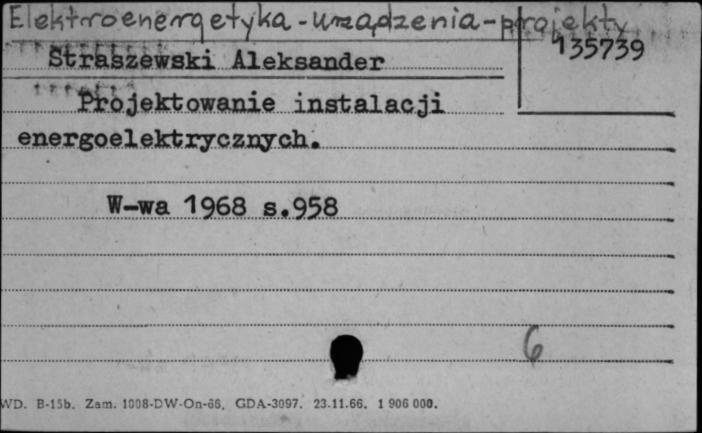 Elektroenergetyka - urządzenia - projekty
135739
Straszewski Aleksander
Projektowanie instalacji
energoelektrycznych.
W-wa 1968 s.958
6
WD. B-15b. Zam. 1008-DW-On-66. GDA-3097. 23.11.66. 1 906 000.